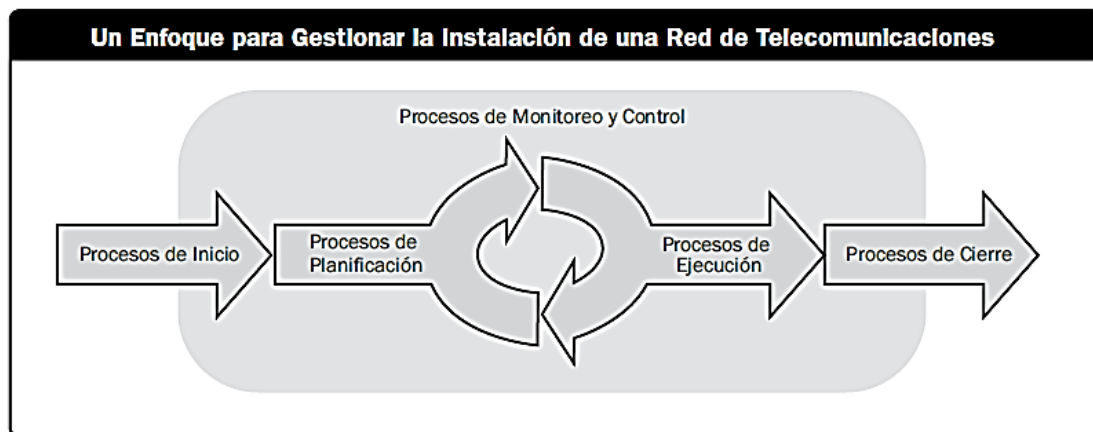 Un Enfoque para Gestionar la Instalación de una Red de Telecomunicaciones
Procesos de Monitoreo y Control
Procesos de Inicio
Procesos de
Planificación
Procesos de
Ejecución
Procesos de Cierre